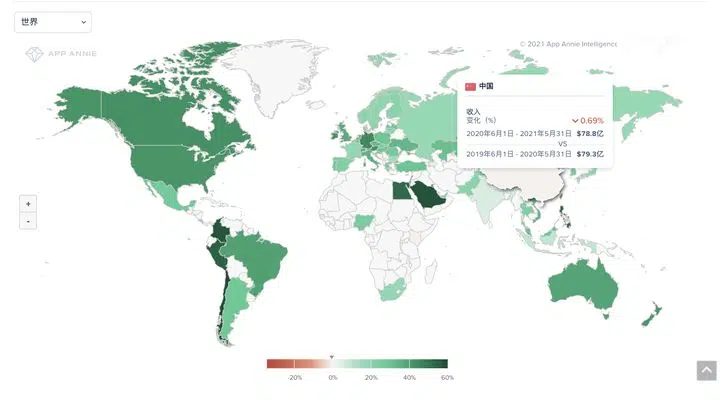 世界
APP ANNIE
© 2021 App Annie Intelligence
中国
收入
变化（%）
0.69%
2020年6月1日 - 2021年5月31日 $78.8亿
VS
2019年6月1日 - 2020年5月31日 $79.3亿
+
-
-20% 0% 20% 40% 60%